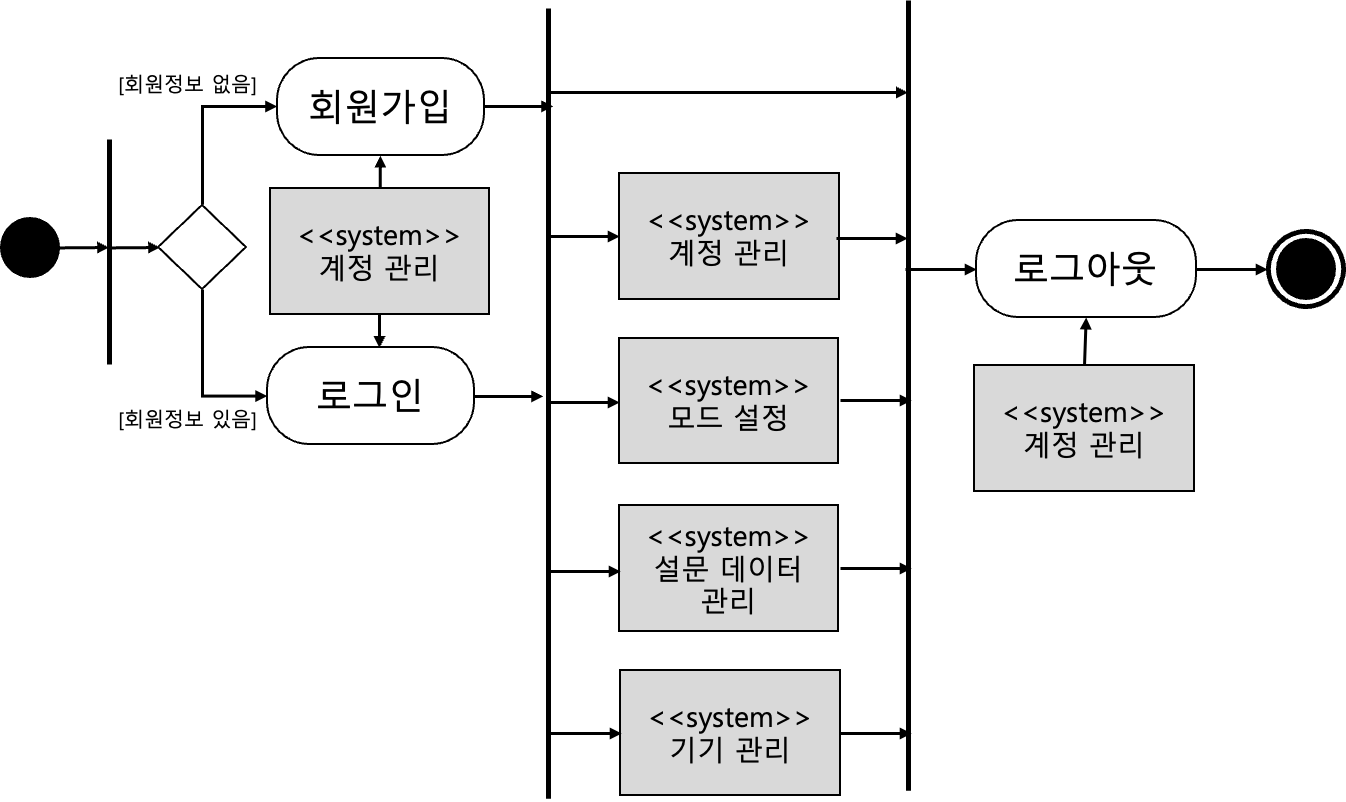 [회원정보 없음]
회원가입
<<system>>
계정 관리
로그인
[회원정보 있음]
<<system>>
계정 관리
<<system>>
모드 설정
<<system>>
설문 데이터
관리
<<system>>
기기 관리
로그아웃
<<system>>
계정 관리